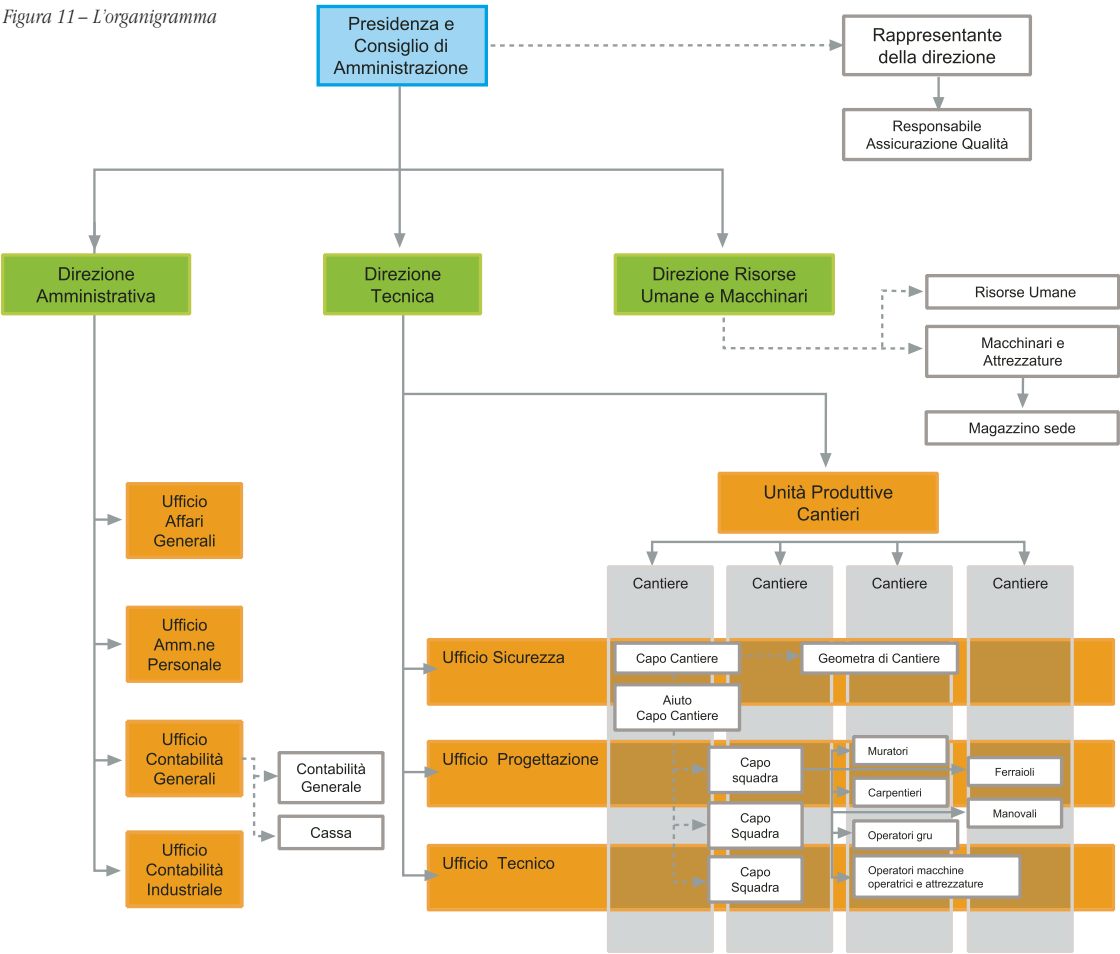 Figura 11 – L'organigramma
Presidenza e
Consiglio di
Amministrazione
Rappresentante
della direzione
Responsabile
Assicurazione Qualità
Direzione
Amministrativa
Direzione
Tecnica
Direzione Risorse
Umane e Macchinari
Risorse Umane
Macchinari e
Attrezzature
Magazzino sede
Unità Produttive
Cantieri
Ufficio
Affari
Generali
Ufficio
Amm.ne
Personale
Ufficio
Contabilità
Generali
Contabilità
Generale
Cassa
Ufficio
Contabilità
Industriale
Cantiere
Cantiere
Cantiere
Cantiere
Ufficio Sicurezza
Capo Cantiere
Geometra di Cantiere
Aiuto
Capo Cantiere
Ufficio Progettazione
Capo
squadra
Muratori
Ferraioli
Carpentieri
Manovali
Capo
Squadra
Operatori gru
Ufficio Tecnico
Capo
Squadra
Operatori macchine
operatrici e attrezzature